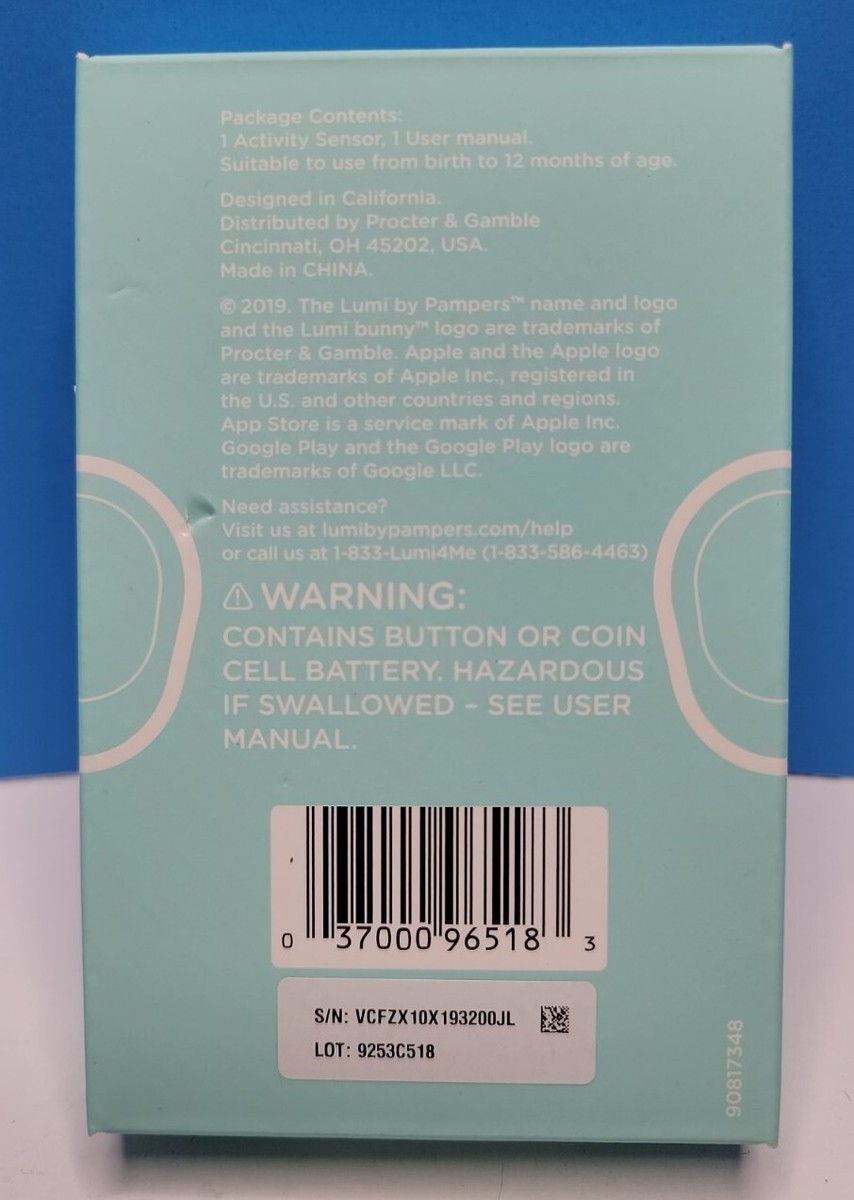 Package Contents:
1 Activity Sensor, 1 User manual.
Suitable to use from birth to 12 months of age.
Designed in California.
Distributed by Procter & Gamble
Cincinnati, OH 45202, USA.
Made in CHINA.
© 2019. The Lumi by Pampers™ name and logo
and the Lumi bunny™ logo are trademarks of
Procter & Gamble. Apple and the Apple logo
are trademarks of Apple Inc., registered in
the U.S. and other countries and regions.
App Store is a service mark of Apple Inc.
Google Play and the Google Play logo are
trademarks of Google LLC.
Need assistance?
Visit us at lumibypampers.com/help
or call us at 1-833-Lumi4Me (1-833-586-4463)
⚠ WARNING:
CONTAINS BUTTON OR COIN
CELL BATTERY. HAZARDOUS
IF SWALLOWED – SEE USER
MANUAL.
0 37000 96518 3
S/N: VCFZX10X193200JL
LOT: 9253C518
90817348